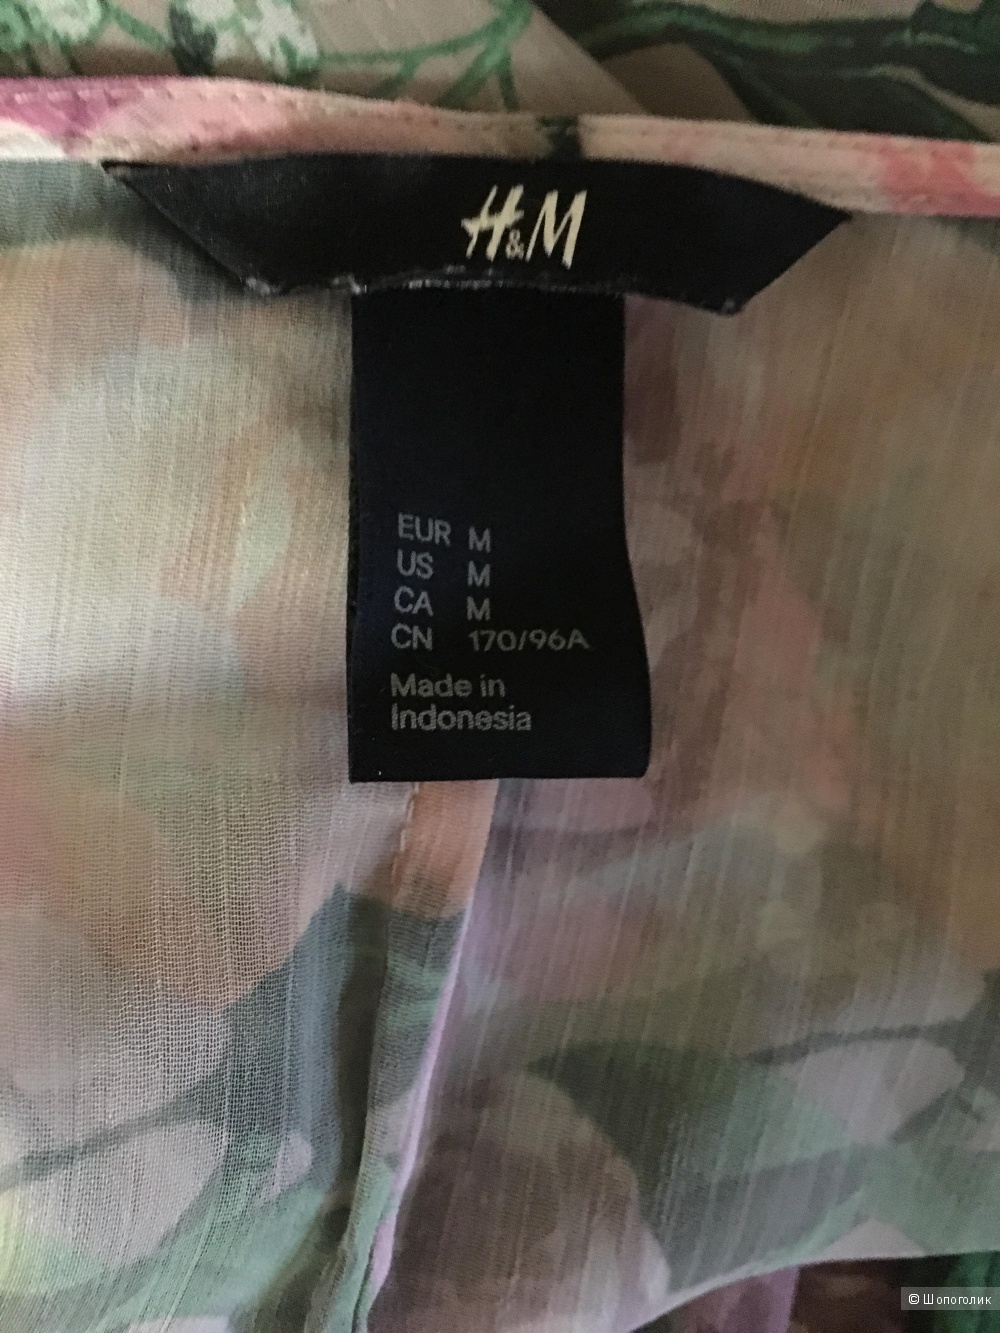 H&M
EUR M
US M
CA M
CN 170/96A
Made in
Indonesia
© Шопоголик